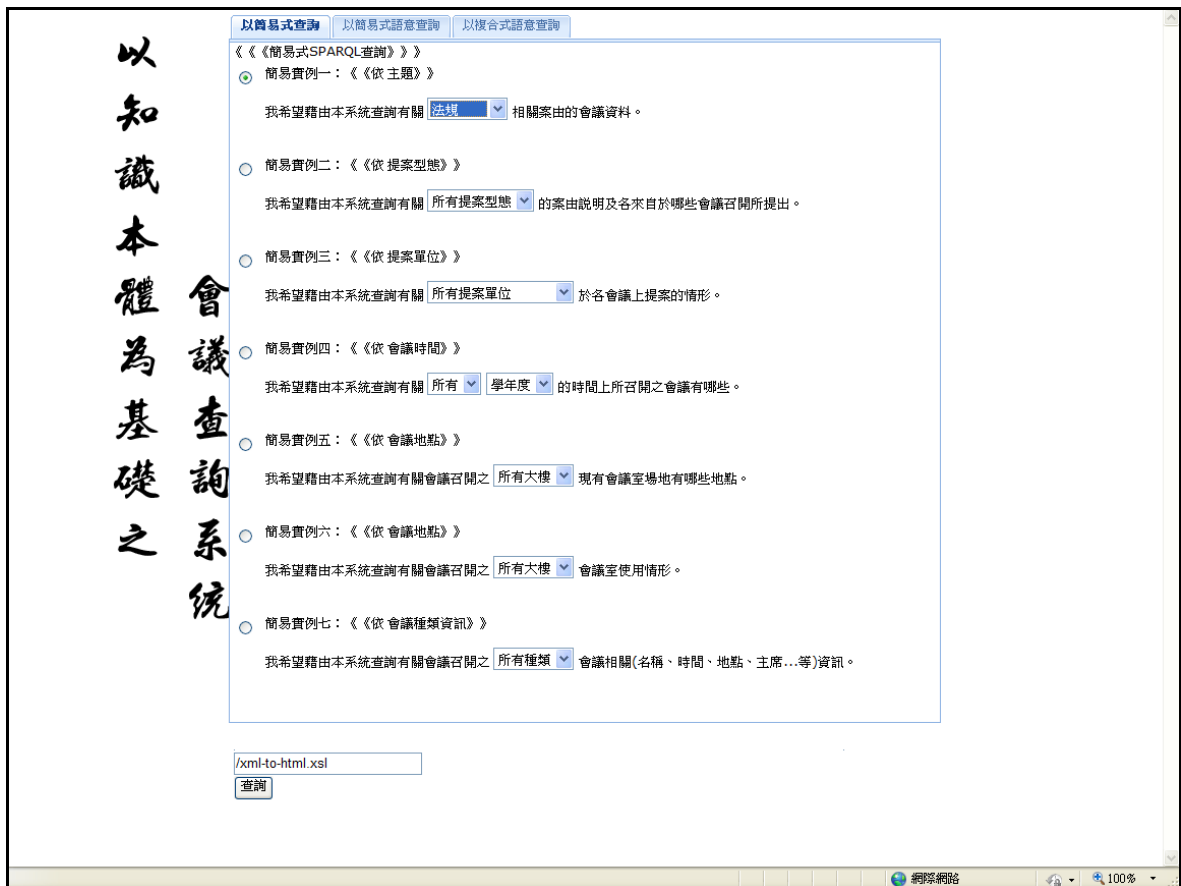 以知識本體為基礎之
會議查詢系統
以簡易式查詢 以簡易式語意查詢 以複合式語意查詢
《《《簡易式SPARQL查詢》》》
簡易實例一：《《依 主題》》
我希望藉由本系統查詢有關 法規 相關案由的會議資料。
簡易實例二：《《依 提案型態》》
我希望藉由本系統查詢有關 所有提案型態 的案由說明及各來自於哪些會議召開所提出。
簡易實例三：《《依 提案單位》》
我希望藉由本系統查詢有關 所有提案單位 於各會議上提案的情形。
簡易實例四：《《依 會議時間》》
我希望藉由本系統查詢有關 所有 學年度 的時間上所召開之會議有哪些。
簡易實例五：《《依 會議地點》》
我希望藉由本系統查詢有關會議召開之 所有大樓 現有會議室場地有哪些地點。
簡易實例六：《《依 會議地點》》
我希望藉由本系統查詢有關會議召開之 所有大樓 會議室使用情形。
簡易實例七：《《依 會議種類資訊》》
我希望藉由本系統查詢有關會議召開之 所有種類 會議相關(名稱、時間、地點、主席...等)資訊。
/xml-to-html.xsl
查詢
網際網路 100%